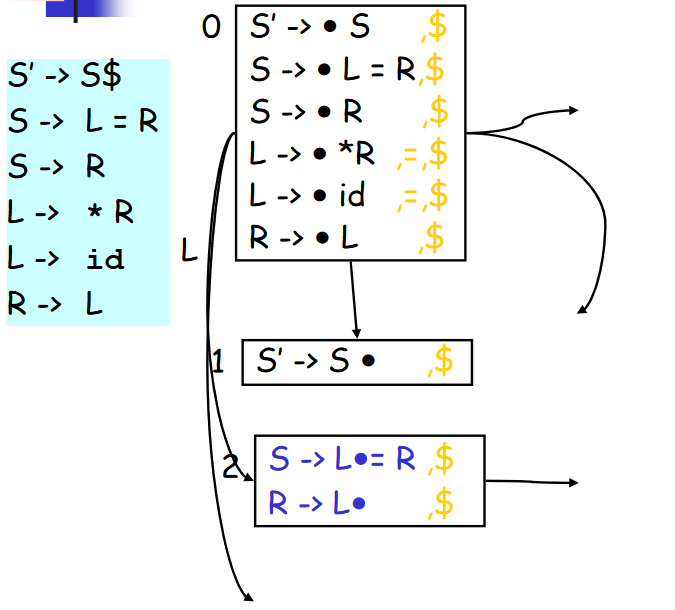 S' -> S$
S -> L = R
S -> R
L -> * R
L -> id
R -> L
0
S' -> • S ,$
S -> • L = R ,$
S -> • R ,$
L -> • *R ,=,$
L -> • id ,=,$
R -> • L ,$
L
1
S' -> S • ,$
2
S -> L•= R ,$
R -> L• ,$